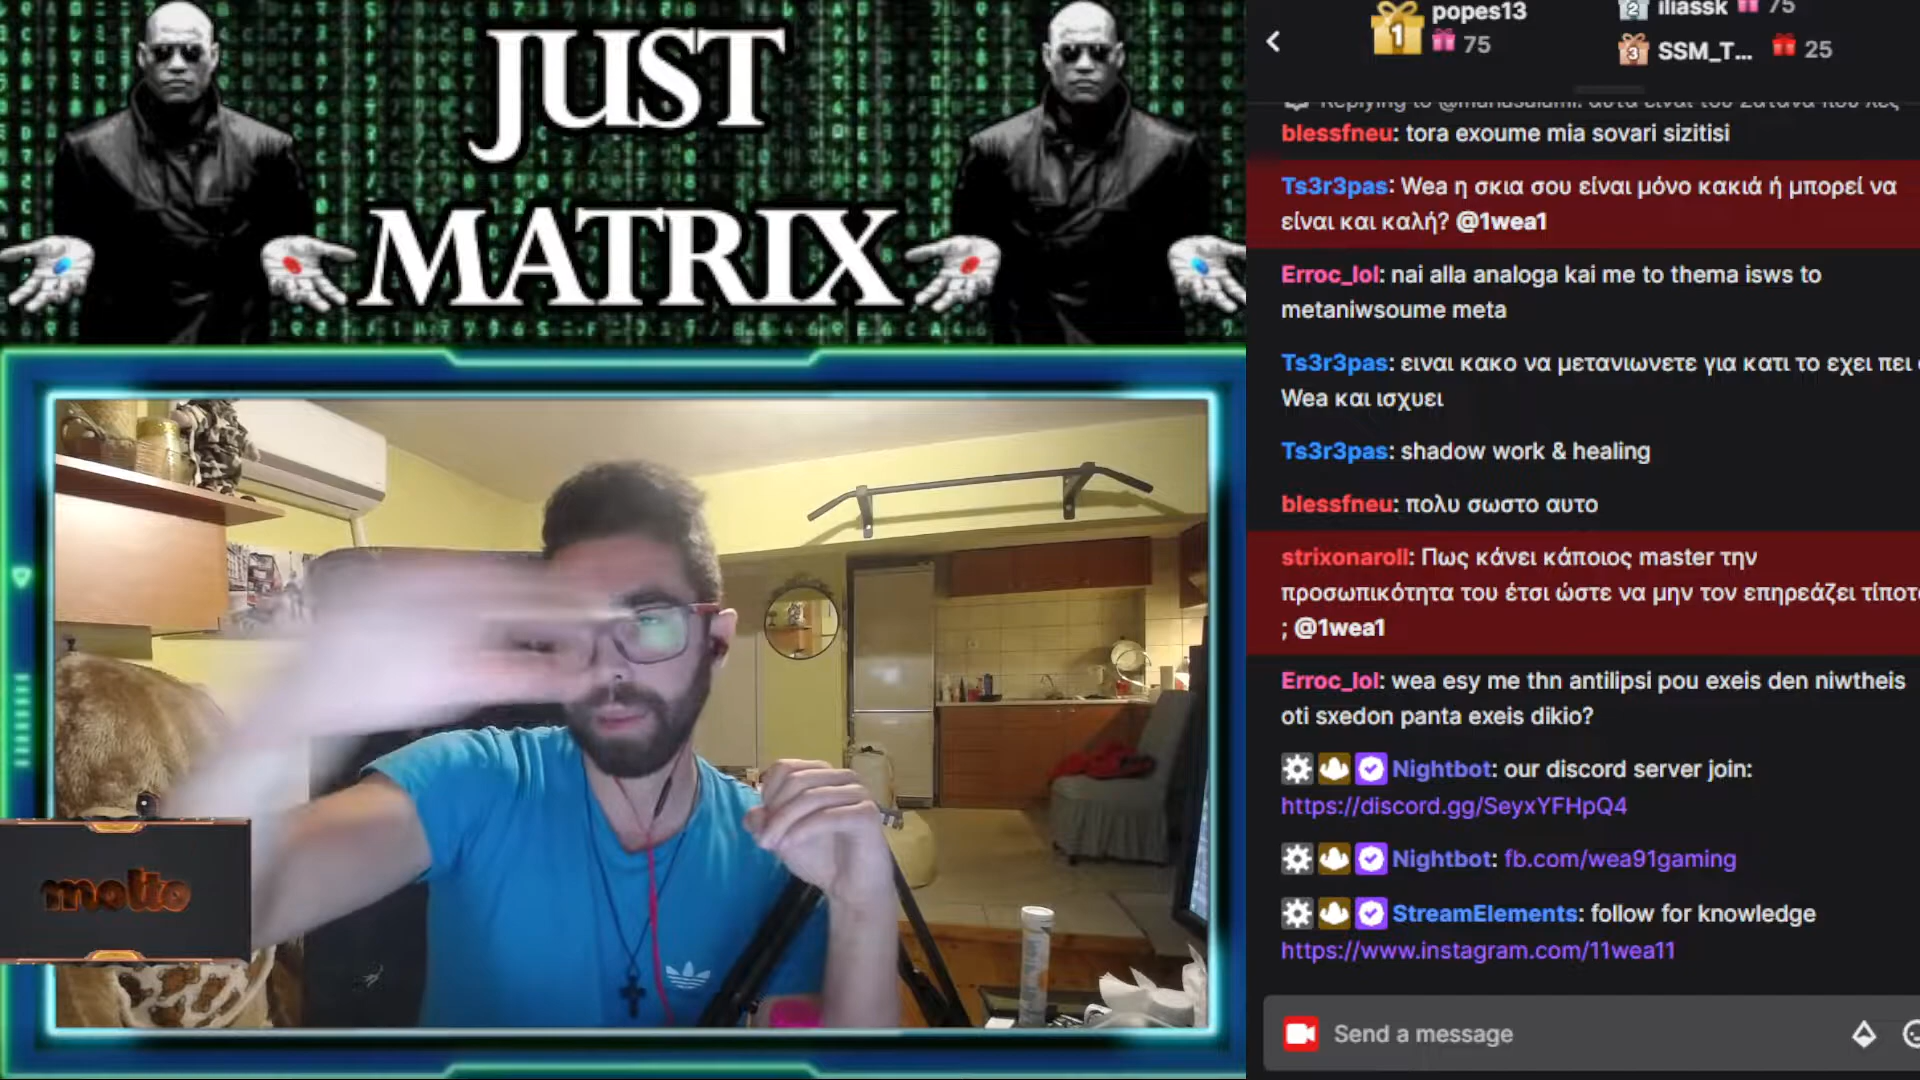 JUST
MATRIX
molto
1
popes13
75
2
iliassk
75
3
SSM_T...
25
blessfneu: tora exoume mia sovari sizitisi
Ts3r3pas: Wea η σκια σου είναι μόνο κακιά ή μπορεί να
είναι και καλή? @1wea1
Erroc_lol: nai alla analoga kai me to thema isws to
metaniwsoume meta
Ts3r3pas: ειναι κακο να μετανιωνετε για κατι το εχει πει
Wea και ισχυει
Ts3r3pas: shadow work & healing
blessfneu: πολυ σωστο αυτο
strixonaroll: Πως κάνει κάποιος master την
προσωπικότητα του έτσι ώστε να μην τον επηρεάζει τίποτ
; @1wea1
Erroc_lol: wea esy me thn antilipsi pou exeis den niwtheis
oti sxedon panta exeis dikio?
Nightbot: our discord server join:
https://discord.gg/SeyxYFHpQ4
Nightbot: fb.com/wea91gaming
StreamElements: follow for knowledge
https://www.instagram.com/11wea11
Send a message